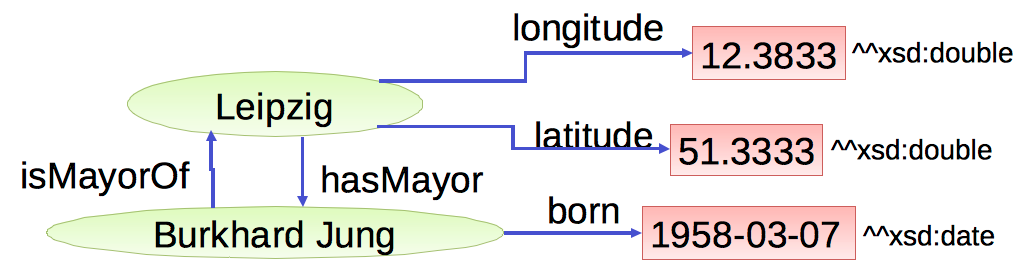 longitude
12.3833 ^^xsd:double
Leipzig
latitude
51.3333 ^^xsd:double
isMayorOf
hasMayor
born
Burkhard Jung
1958-03-07 ^^xsd:date